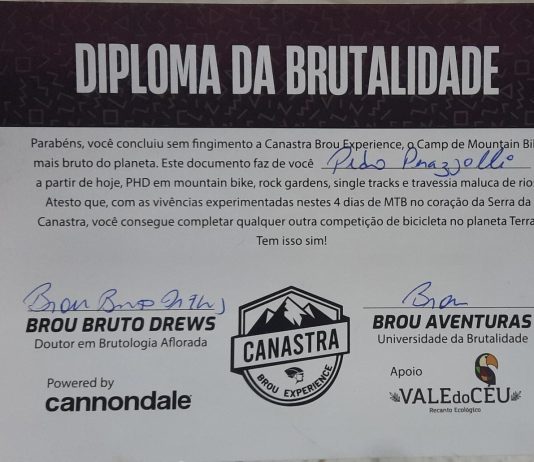 DIPLOMA DA BRUTALIDADE
Parabéns, você concluiu sem fingimento a Canastra Brou Experience, o Camp de Mountain Bi
mais bruto do planeta. Este documento faz de você Pedro
a partir de hoje, PHD em mountain bike, rock gardens, single tracks e travessia maluca de rio
Atesto que, com as vivências experimentadas nestes 4 dias de MTB no coração da Serra da
Canastra, você consegue completar qualquer outra competição de bicicleta no planeta Terra
Tem isso sim!
Brou
Brou
BROU BRUTO DREWS
BROU AVENTURAS
Doutor em Brutologia Aflorada
Universidade da Brutalidade
CANASTRA
BROU EXPERIENCE
Powered by
cannondale
Apoio
VALEdoCÉU
Recanto Ecológico